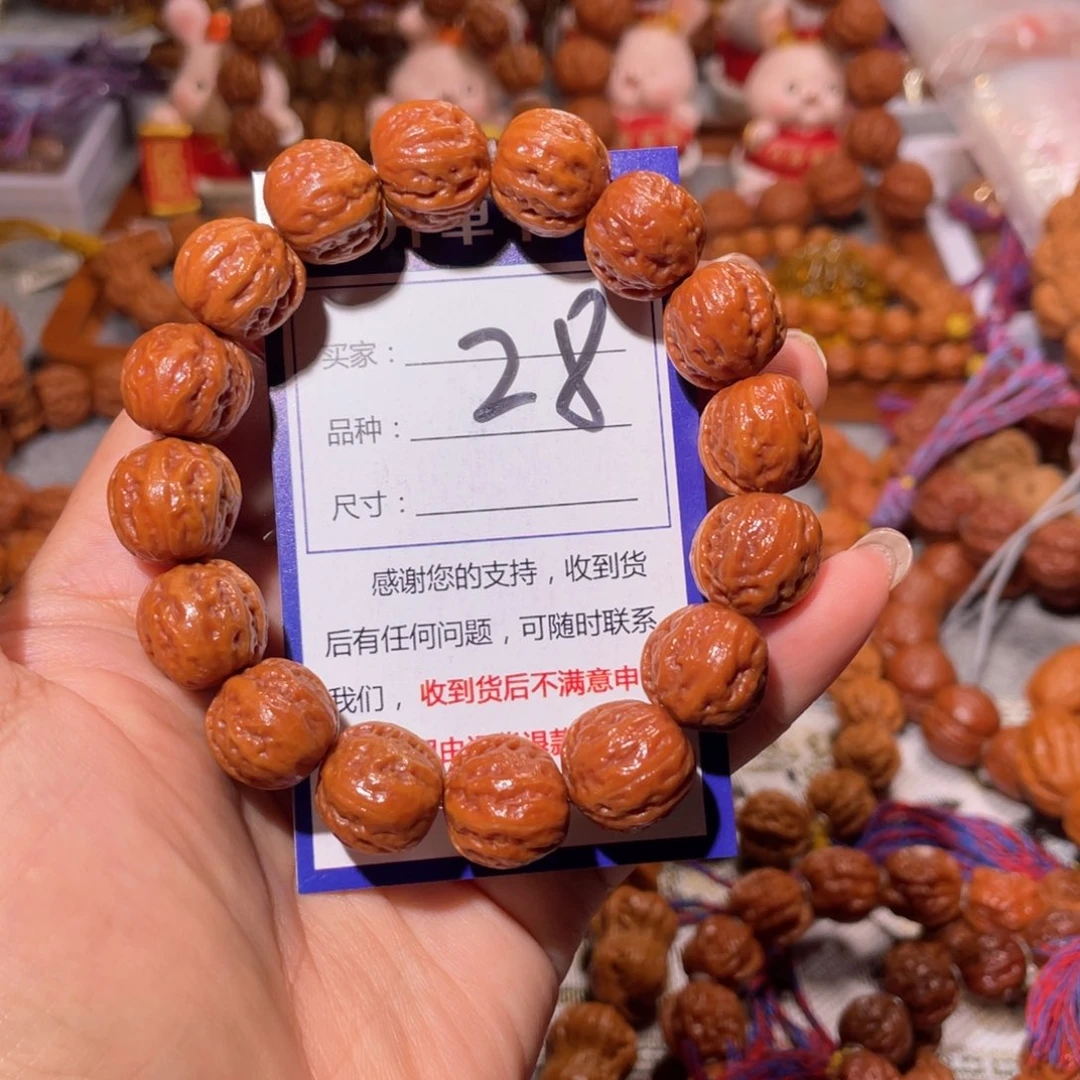 28
买家：
品种：
尺寸：
感谢您的支持，收到货
后有任何问题，可随时联系
我们，收到货后不满意申